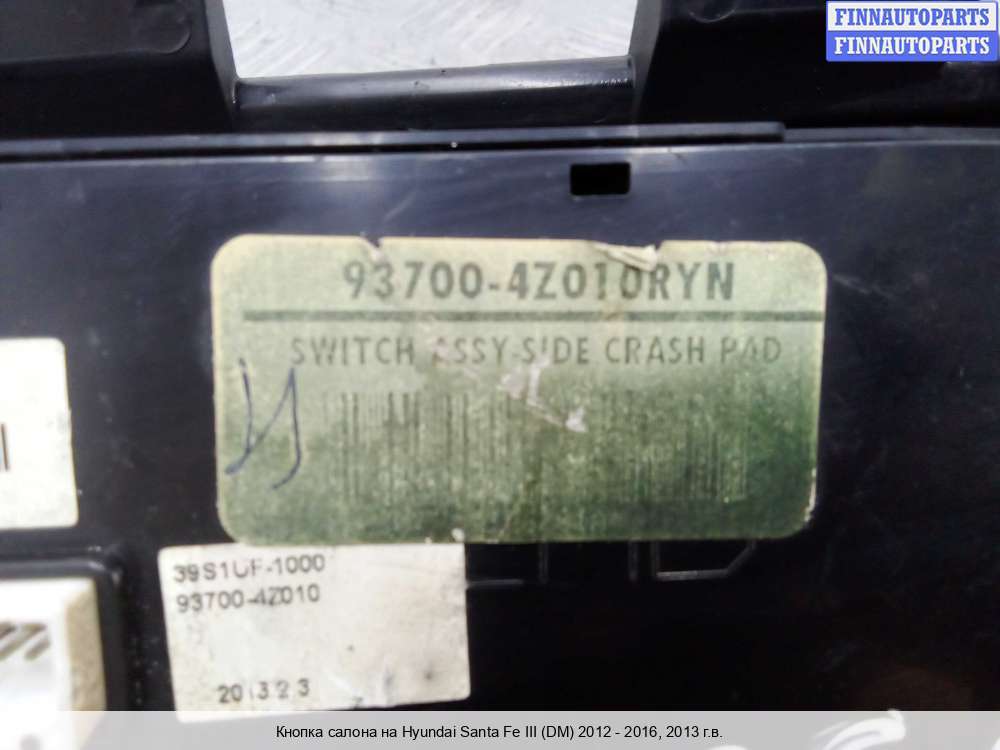 FINNAUTOPARTS
FINNAUTOPARTS
93700-4Z010RYN
SWITCH ASSY-SIDE CRASH PAD
39S1UF-1000
93700-4Z010
2013 2 3
Кнопка салона на Hyundai Santa Fe III (DM) 2012 - 2016, 2013 г.в.